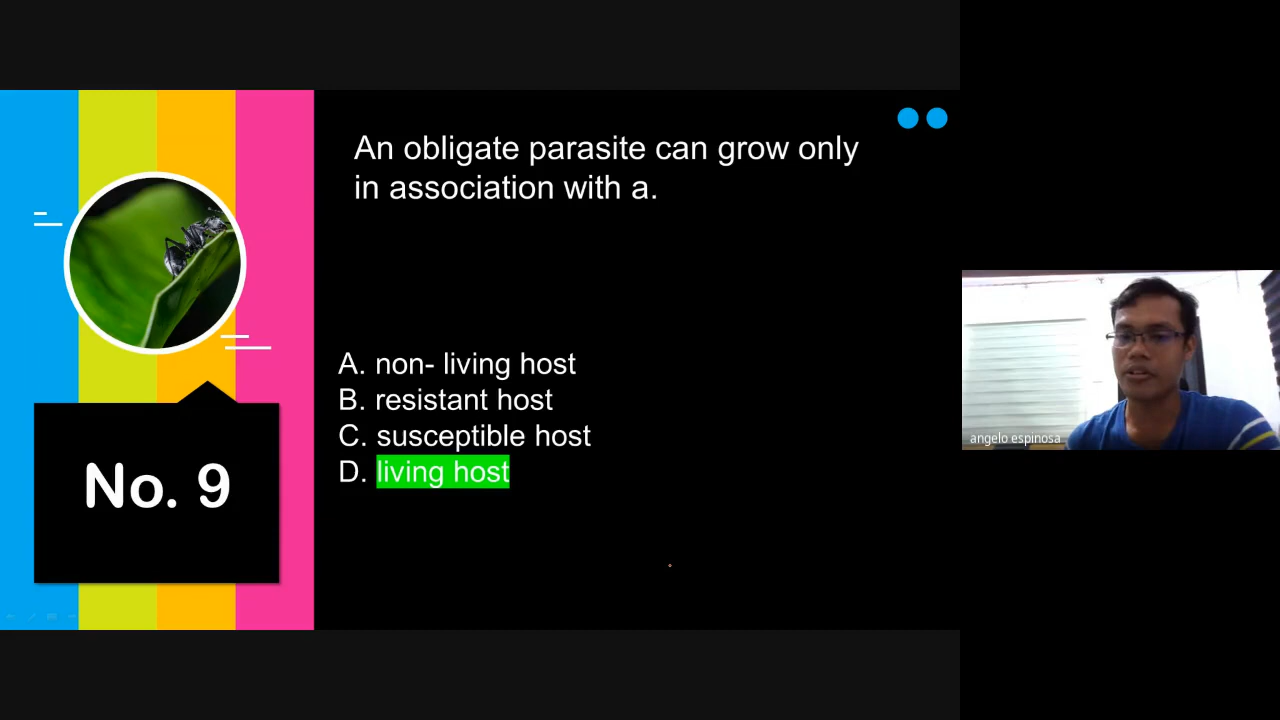 An obligate parasite can grow only
in association with a.
A. non- living host
B. resistant host
C. susceptible host
D. living host
No. 9
angelo espinosa